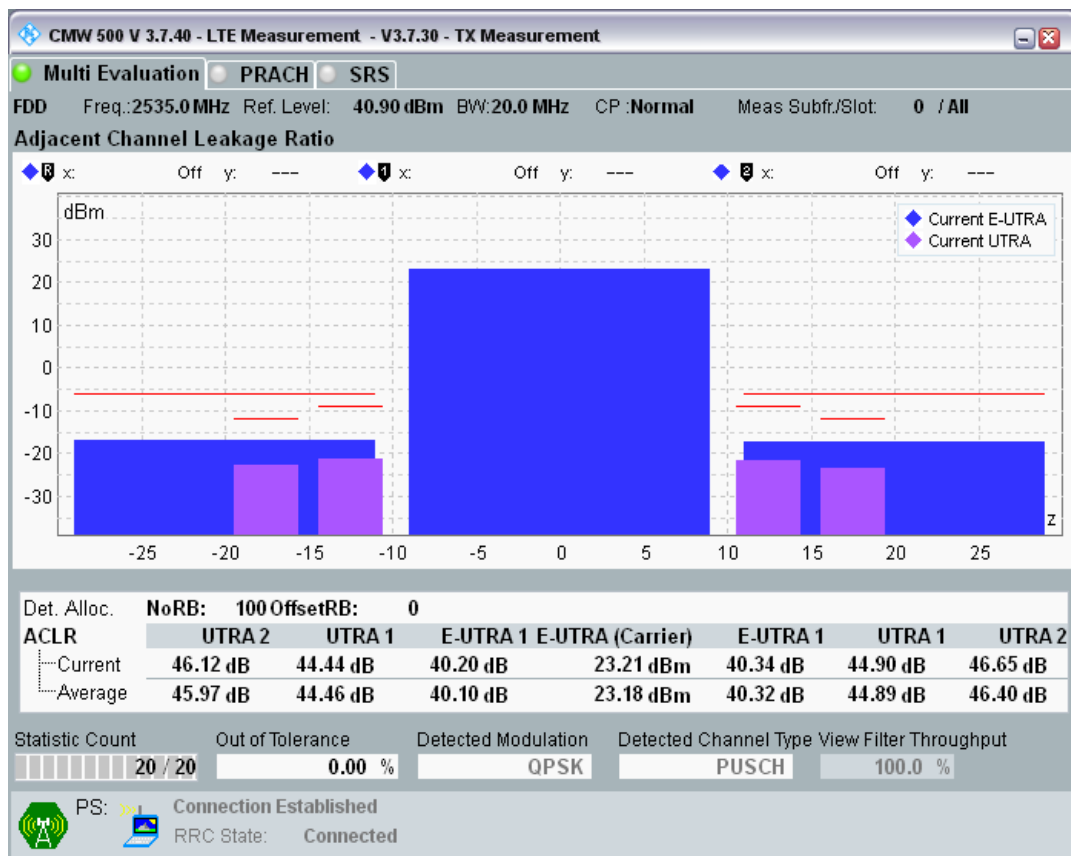 CMW 500 V 3.7.40 - LTE Measurement - V3.7.30 - TX Measurement
Multi Evaluation PRACH SRS
FDD Freq.:2535.0 MHz Ref. Level: 40.90 dBm BW:20.0 MHz CP :Normal Meas Subfr./Slot: 0 / All
Adjacent Channel Leakage Ratio
R x: Off y: --- 1 x: Off y: --- 2 x: Off y: ---
dBm
Current E-UTRA
Current UTRA
30
20
10
0
-10
-20
-30
z
-25 -20 -15 -10 -5 0 5 10 15 20 25
Det. Alloc. NoRB: 100 OffsetRB: 0
ACLR UTRA 2 UTRA 1 E-UTRA 1 E-UTRA (Carrier) E-UTRA 1 UTRA 1 UTRA 2
Current 46.12 dB 44.44 dB 40.20 dB 23.21 dBm 40.34 dB 44.90 dB 46.65 dB
Average 45.97 dB 44.46 dB 40.10 dB 23.18 dBm 40.32 dB 44.89 dB 46.40 dB
Statistic Count Out of Tolerance Detected Modulation Detected Channel Type View Filter Throughput
20 / 20 0.00 % QPSK PUSCH 100.0 %
PS: Connection Established
RRC State: Connected